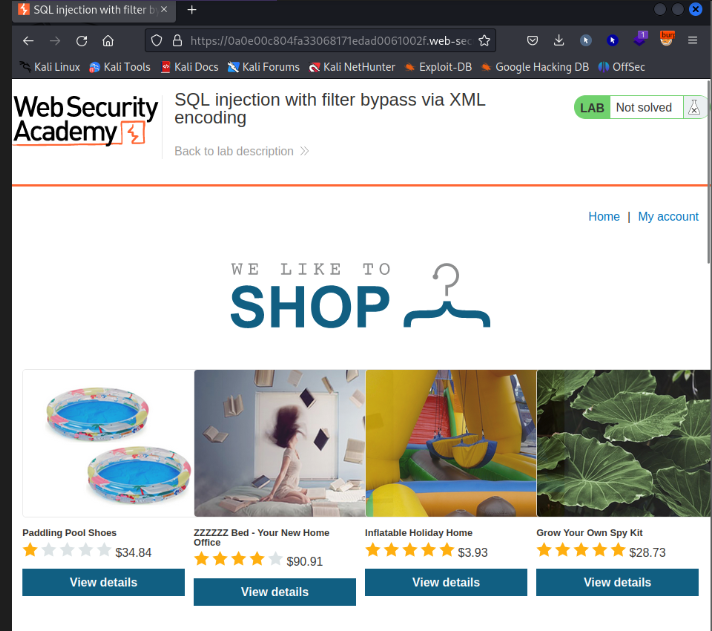 SQL injection with filter by
https://0a0e00c804fa33068171edad0061002f.web-sec
1
Kali Linux Kali Tools Kali Docs Kali Forums Kali NetHunter Exploit-DB Google Hacking DB OffSec
Web Security
Academy
SQL injection with filter bypass via XML
encoding
Back to lab description
LAB Not solved
Home | My account
WE LIKE TO
SHOP
Paddling Pool Shoes
$34.84
View details
ZZZZZZ Bed - Your New Home
Office
$90.91
View details
Inflatable Holiday Home
$3.93
View details
Grow Your Own Spy Kit
$28.73
View details